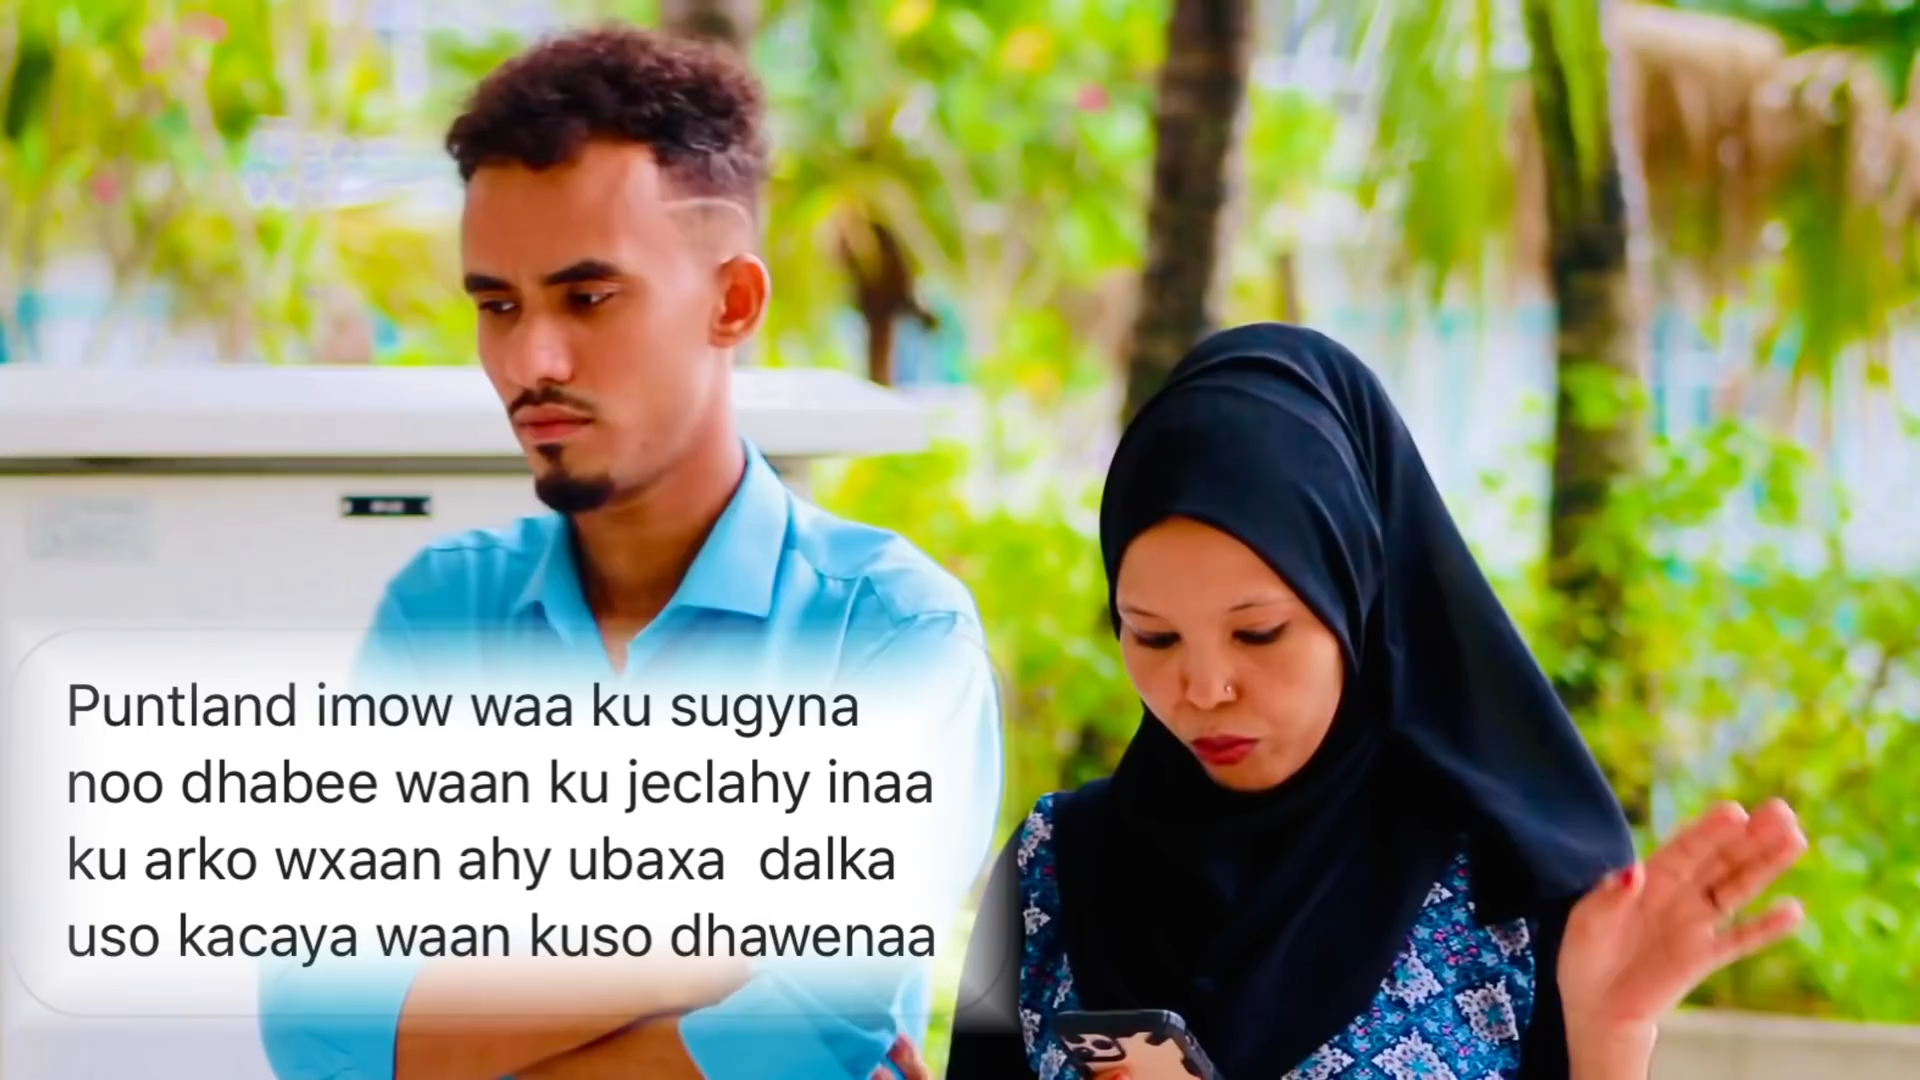 Puntland imow waa ku sugyna
noo dhabee waan ku jeclahy inaa
ku arko wxaan ahy ubaxa  dalka
uso kacaya waan kuso dhawenaa